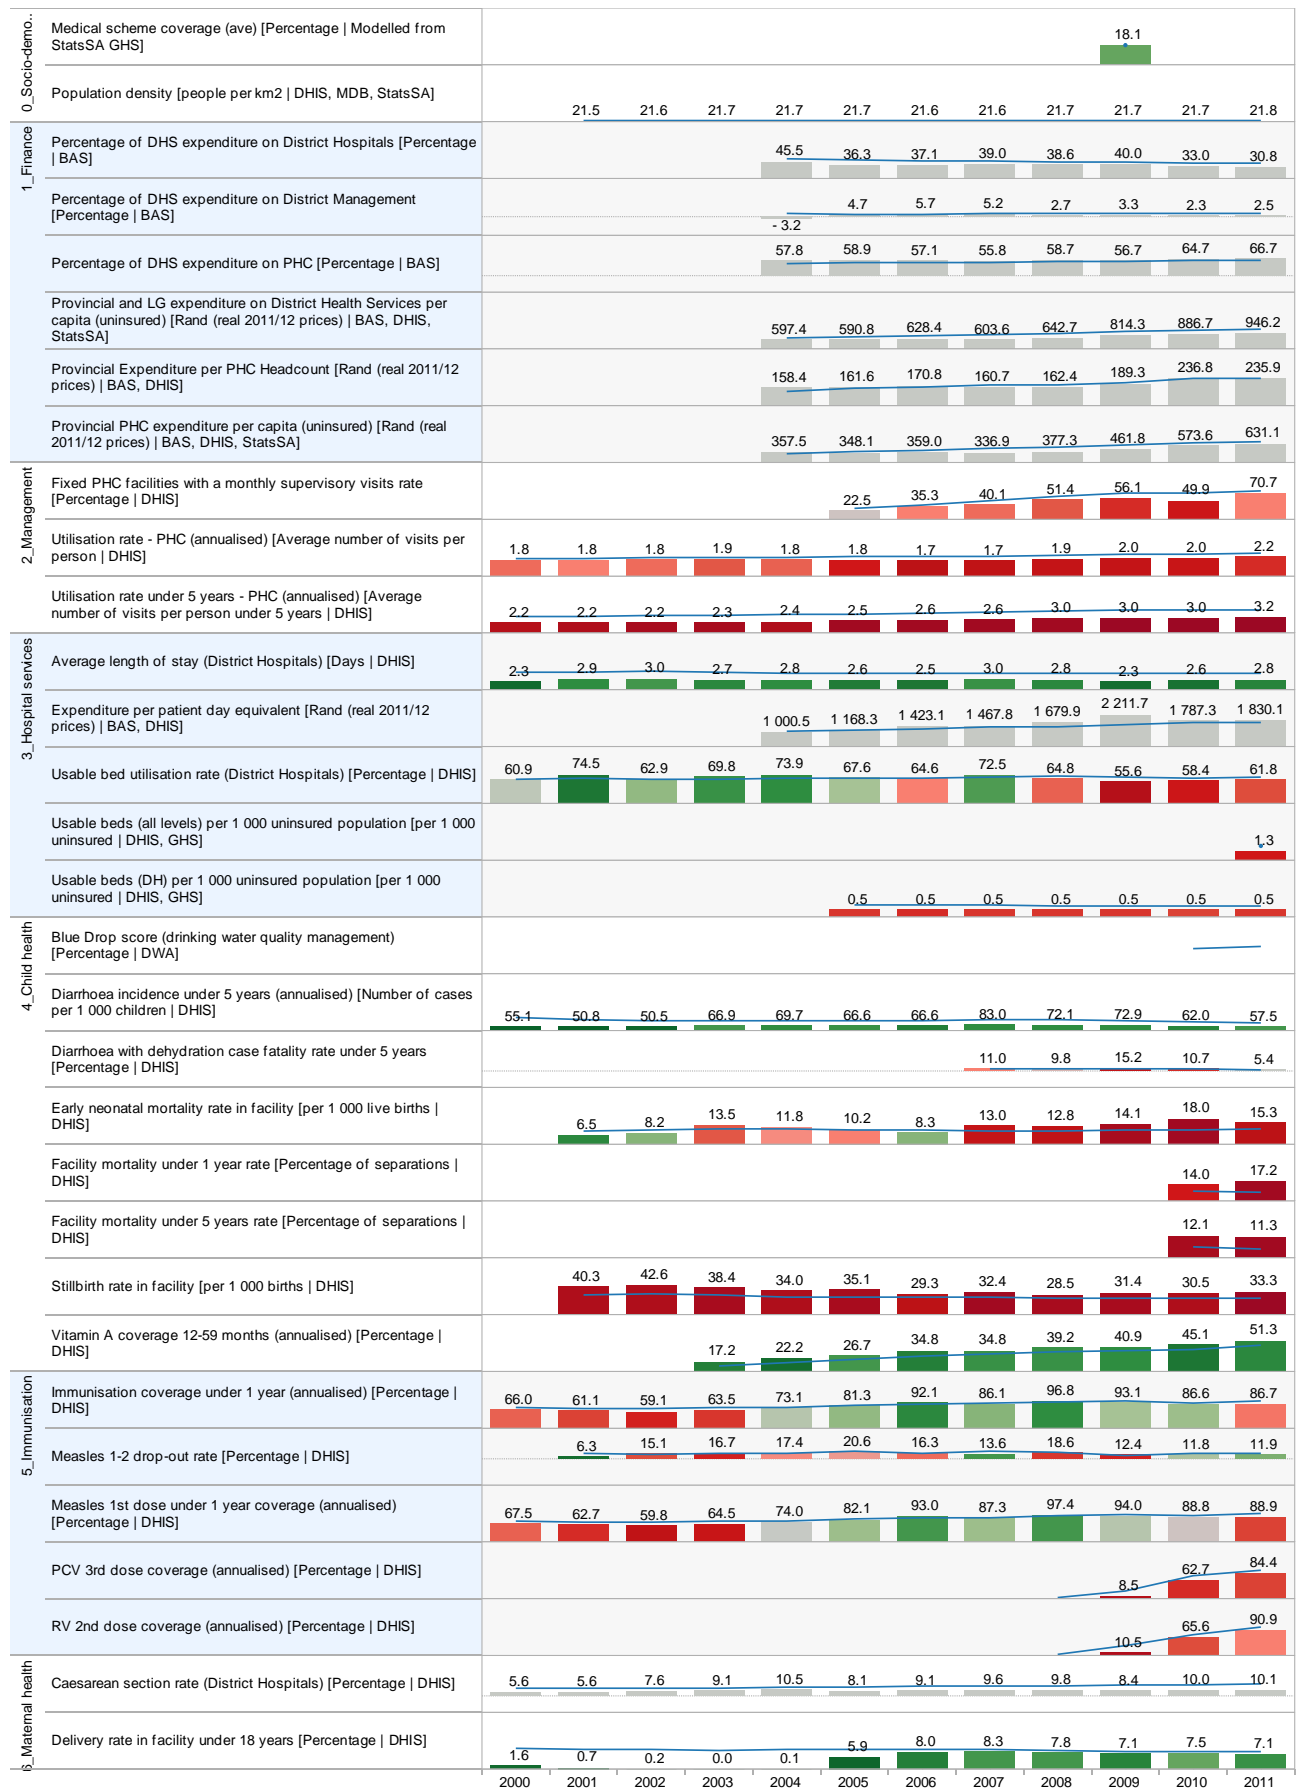 0_Socio-demo..
Medical scheme coverage (ave) [Percentage | Modelled from
StatsSA GHS]
18.1
Population density [people per km2 | DHIS, MDB, StatsSA]
21.5 21.6 21.7 21.7 21.7 21.6 21.6 21.7 21.7 21.7 21.8
1_Finance
Percentage of DHS expenditure on District Hospitals [Percentage
| BAS]
45.5 36.3 37.1 39.0 38.6 40.0 33.0 30.8
Percentage of DHS expenditure on District Management
[Percentage | BAS]
- 3.2 4.7 5.7 5.2 2.7 3.3 2.3 2.5
Percentage of DHS expenditure on PHC [Percentage | BAS]
57.8 58.9 57.1 55.8 58.7 56.7 64.7 66.7
Provincial and LG expenditure on District Health Services per
capita (uninsured) [Rand (real 2011/12 prices) | BAS, DHIS,
StatsSA]
597.4 590.8 628.4 603.6 642.7 814.3 886.7 946.2
Provincial Expenditure per PHC Headcount [Rand (real 2011/12
prices) | BAS, DHIS]
158.4 161.6 170.8 160.7 162.4 189.3 236.8 235.9
Provincial PHC expenditure per capita (uninsured) [Rand (real
2011/12 prices) | BAS, DHIS, StatsSA]
357.5 348.1 359.0 336.9 377.3 461.8 573.6 631.1
2_Management
Fixed PHC facilities with a monthly supervisory visits rate
[Percentage | DHIS]
22.5 35.3 40.1 51.4 56.1 49.9 70.7
Utilisation rate - PHC (annualised) [Average number of visits per
person | DHIS]
1.8 1.8 1.8 1.9 1.8 1.8 1.7 1.7 1.9 2.0 2.0 2.2
Utilisation rate under 5 years - PHC (annualised) [Average
number of visits per person under 5 years | DHIS]
2.2 2.2 2.2 2.3 2.4 2.5 2.6 2.6 3.0 3.0 3.0 3.2
3_Hospital services
Average length of stay (District Hospitals) [Days | DHIS]
2.3 2.9 3.0 2.7 2.8 2.6 2.5 3.0 2.8 2.3 2.6 2.8
Expenditure per patient day equivalent [Rand (real 2011/12
prices) | BAS, DHIS]
1 000.5 1 168.3 1 423.1 1 467.8 1 679.9 2 211.7 1 787.3 1 830.1
Usable bed utilisation rate (District Hospitals) [Percentage | DHIS]
60.9 74.5 62.9 69.8 73.9 67.6 64.6 72.5 64.8 55.6 58.4 61.8
Usable beds (all levels) per 1 000 uninsured population [per 1 000
uninsured | DHIS, GHS]
1.3
Usable beds (DH) per 1 000 uninsured population [per 1 000
uninsured | DHIS, GHS]
0.5 0.5 0.5 0.5 0.5 0.5 0.5
4_Child health
Blue Drop score (drinking water quality management)
[Percentage | DWA]
Diarrhoea incidence under 5 years (annualised) [Number of cases
per 1 000 children | DHIS]
55.1 50.8 50.5 66.9 69.7 66.6 66.6 83.0 72.1 72.9 62.0 57.5
Diarrhoea with dehydration case fatality rate under 5 years
[Percentage | DHIS]
11.0 9.8 15.2 10.7 5.4
Early neonatal mortality rate in facility [per 1 000 live births |
DHIS]
6.5 8.2 13.5 11.8 10.2 8.3 13.0 12.8 14.1 18.0 15.3
Facility mortality under 1 year rate [Percentage of separations |
DHIS]
14.0 17.2
Facility mortality under 5 years rate [Percentage of separations |
DHIS]
12.1 11.3
Stillbirth rate in facility [per 1 000 births | DHIS]
40.3 42.6 38.4 34.0 35.1 29.3 32.4 28.5 31.4 30.5 33.3
Vitamin A coverage 12-59 months (annualised) [Percentage |
DHIS]
17.2 22.2 26.7 34.8 34.8 39.2 40.9 45.1 51.3
5_Immunisation
Immunisation coverage under 1 year (annualised) [Percentage |
DHIS]
66.0 61.1 59.1 63.5 73.1 81.3 92.1 86.1 96.8 93.1 86.6 86.7
Measles 1-2 drop-out rate [Percentage | DHIS]
6.3 15.1 16.7 17.4 20.6 16.3 13.6 18.6 12.4 11.8 11.9
Measles 1st dose under 1 year coverage (annualised)
[Percentage | DHIS]
67.5 62.7 59.8 64.5 74.0 82.1 93.0 87.3 97.4 94.0 88.8 88.9
PCV 3rd dose coverage (annualised) [Percentage | DHIS]
8.5 62.7 84.4
RV 2nd dose coverage (annualised) [Percentage | DHIS]
10.5 65.6 90.9
6_Maternal health
Caesarean section rate (District Hospitals) [Percentage | DHIS]
5.6 5.6 7.6 9.1 10.5 8.1 9.1 9.6 9.8 8.4 10.0 10.1
Delivery rate in facility under 18 years [Percentage | DHIS]
1.6 0.7 0.2 0.0 0.1 5.9 8.0 8.3 7.8 7.1 7.5 7.1
2000 2001 2002 2003 2004 2005 2006 2007 2008 2009 2010 2011